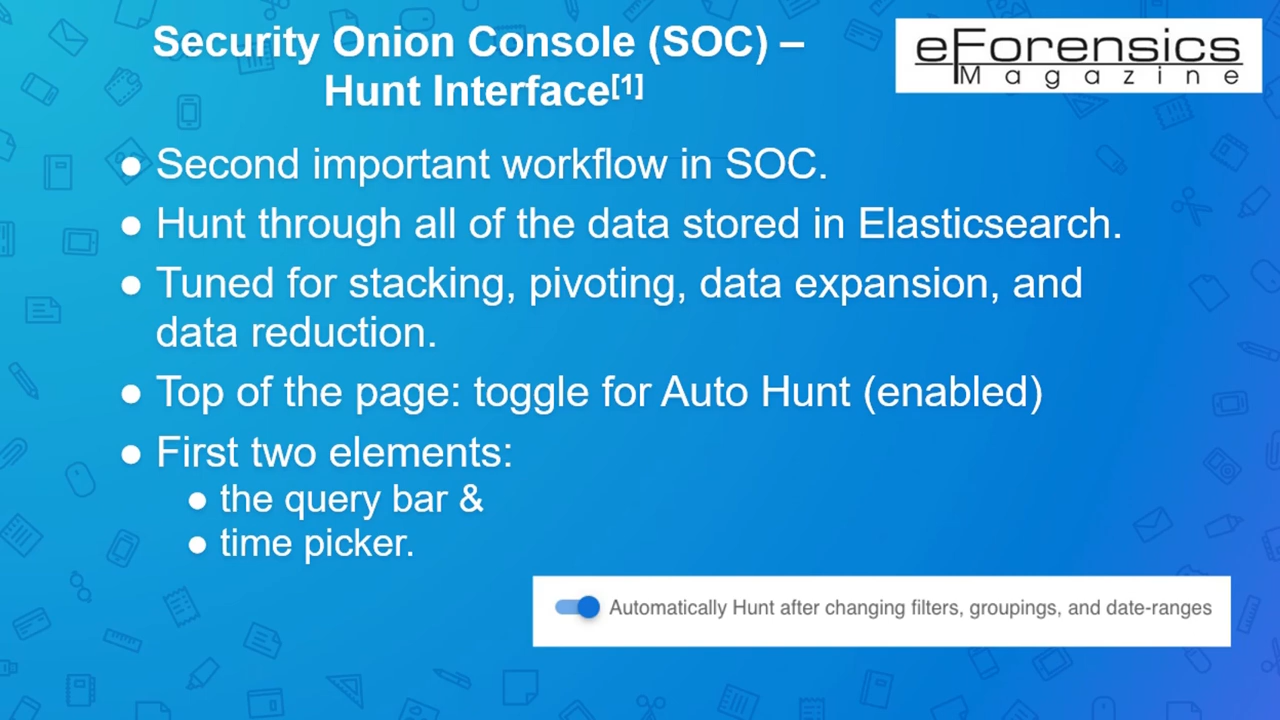 Security Onion Console (SOC) –
Hunt Interface[1]
eForensics
Magazine
● Second important workflow in SOC.
● Hunt through all of the data stored in Elasticsearch.
● Tuned for stacking, pivoting, data expansion, and
data reduction.
● Top of the page: toggle for Auto Hunt (enabled)
● First two elements:
● the query bar &
● time picker.
Automatically Hunt after changing filters, groupings, and date-ranges